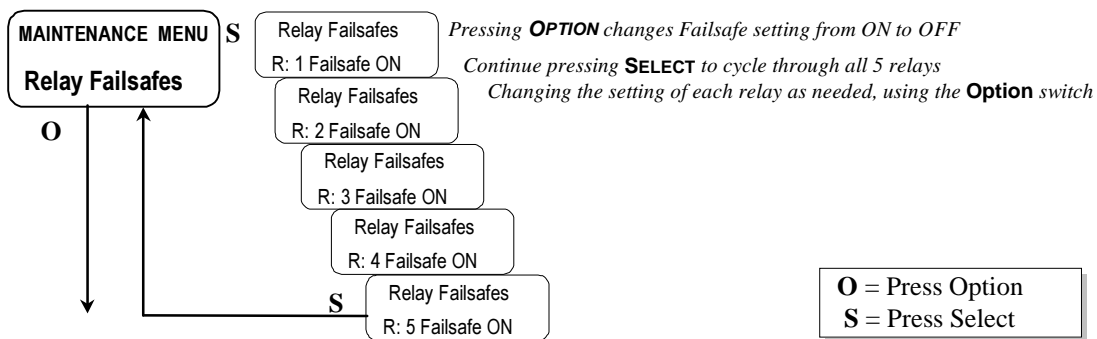 MAINTENANCE MENU
Relay Failsafes
S
O
Relay Failsafes
R: 1 Failsafe ON
Relay Failsafes
R: 2 Failsafe ON
Relay Failsafes
R: 3 Failsafe ON
Relay Failsafes
R: 4 Failsafe ON
Relay Failsafes
R: 5 Failsafe ON
S
Pressing OPTION changes Failsafe setting from ON to OFF
Continue pressing SELECT to cycle through all 5 relays
Changing the setting of each relay as needed, using the Option switch
O = Press Option
S = Press Select